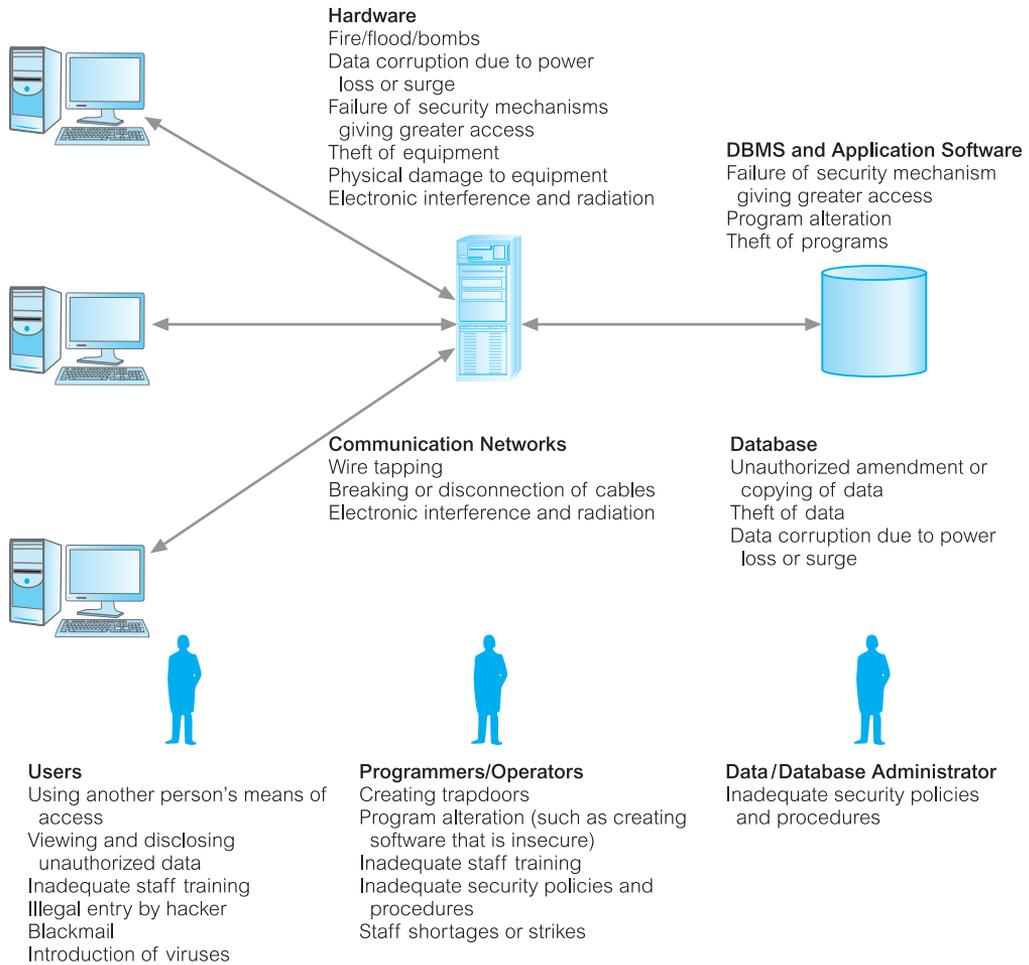 Hardware
Fire/flood/bombs
Data corruption due to power
loss or surge
Failure of security mechanisms
giving greater access
Theft of equipment
Physical damage to equipment
Electronic interference and radiation
DBMS and Application Software
Failure of security mechanism
giving greater access
Program alteration
Theft of programs
Communication Networks
Wire tapping
Breaking or disconnection of cables
Electronic interference and radiation
Database
Unauthorized amendment or
copying of data
Theft of data
Data corruption due to power
loss or surge
Users
Using another person's means of
access
Viewing and disclosing
unauthorized data
Inadequate staff training
Illegal entry by hacker
Blackmail
Introduction of viruses
Programmers/Operators
Creating trapdoors
Program alteration (such as creating
software that is insecure)
Inadequate staff training
Inadequate security policies and
procedures
Staff shortages or strikes
Data/Database Administrator
Inadequate security policies
and procedures